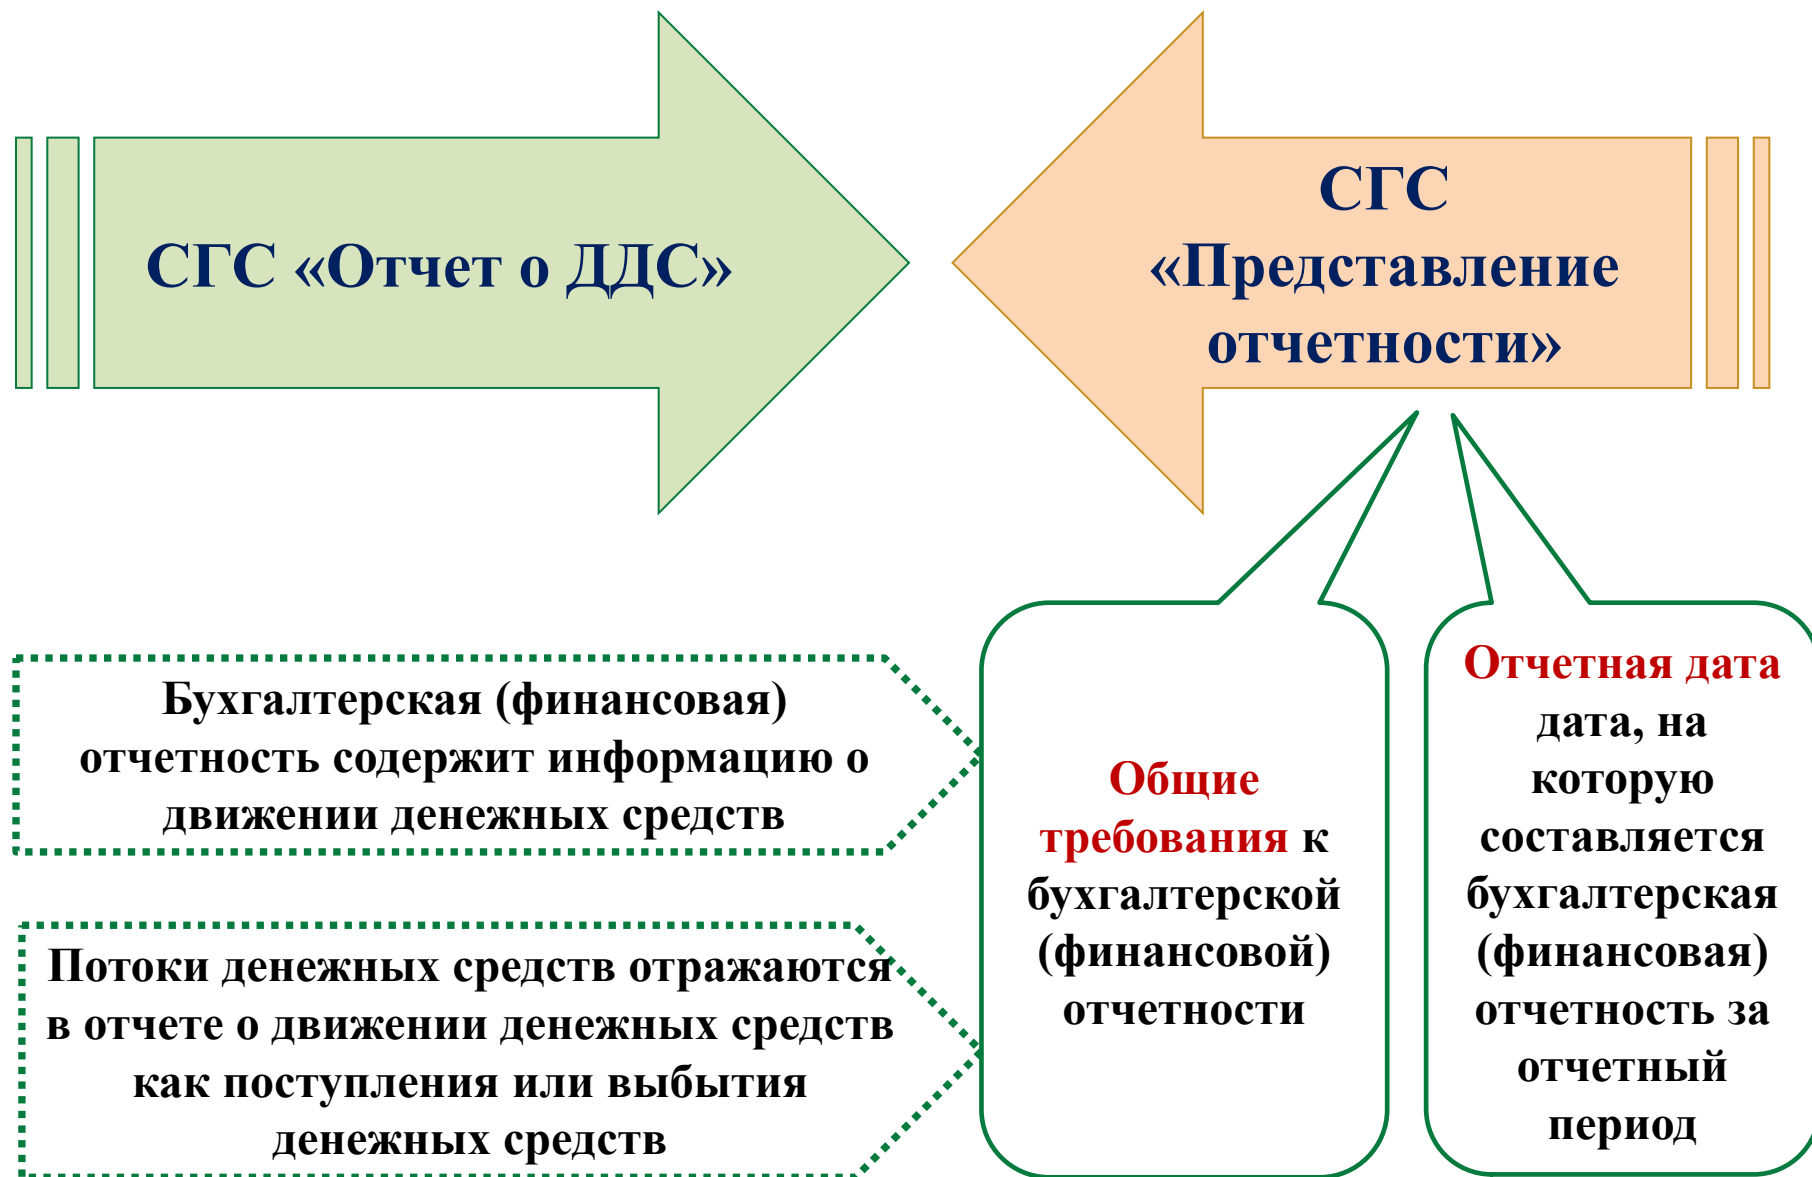 СГС «Отчет о ДДС»
СГС
«Представление
отчетности»
Бухгалтерская (финансовая)
отчетность содержит информацию о
движении денежных средств
Потоки денежных средств отражаются
в отчете о движении денежных средств
как поступления или выбытия
денежных средств
Общие
требования к
бухгалтерской
(финансовой)
отчетности
Отчетная дата
дата, на
которую
составляется
бухгалтерская
(финансовая)
отчетность за
отчетный
период